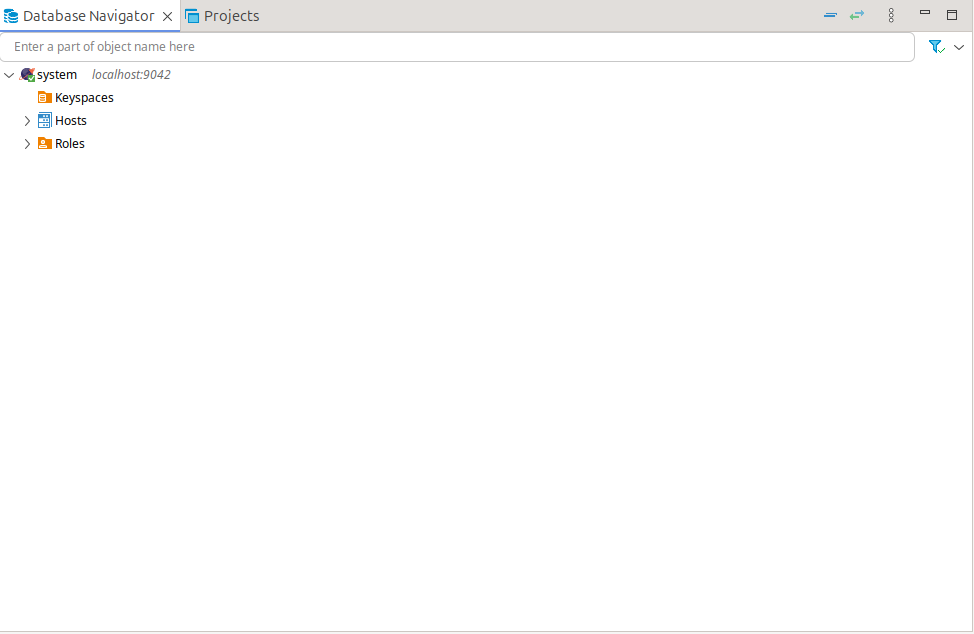 Database Navigator Projects
Enter a part of object name here
system localhost:9042
Keyspaces
Hosts
Roles